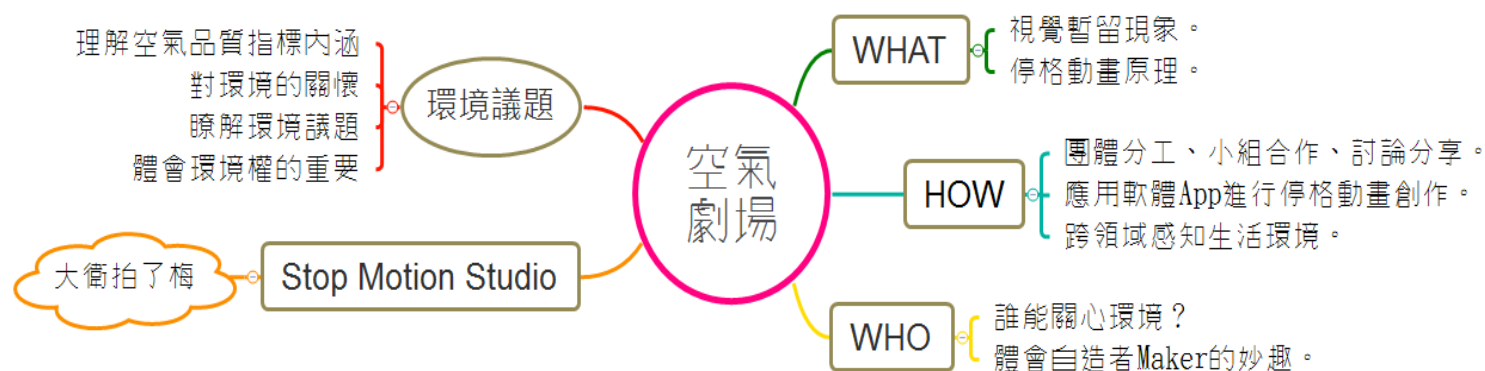 空氣
劇場
WHAT
視覺暫留現象。
停格動畫原理。
HOW
團體分工、小組合作、討論分享。
應用軟體App進行停格動畫創作。
跨領域感知生活環境。
WHO
誰能關心環境？
體會自造者Maker的妙趣。
環境議題
理解空氣品質指標內涵
對環境的關懷
瞭解環境議題
體會環境權的重要
Stop Motion Studio
大衛拍了梅